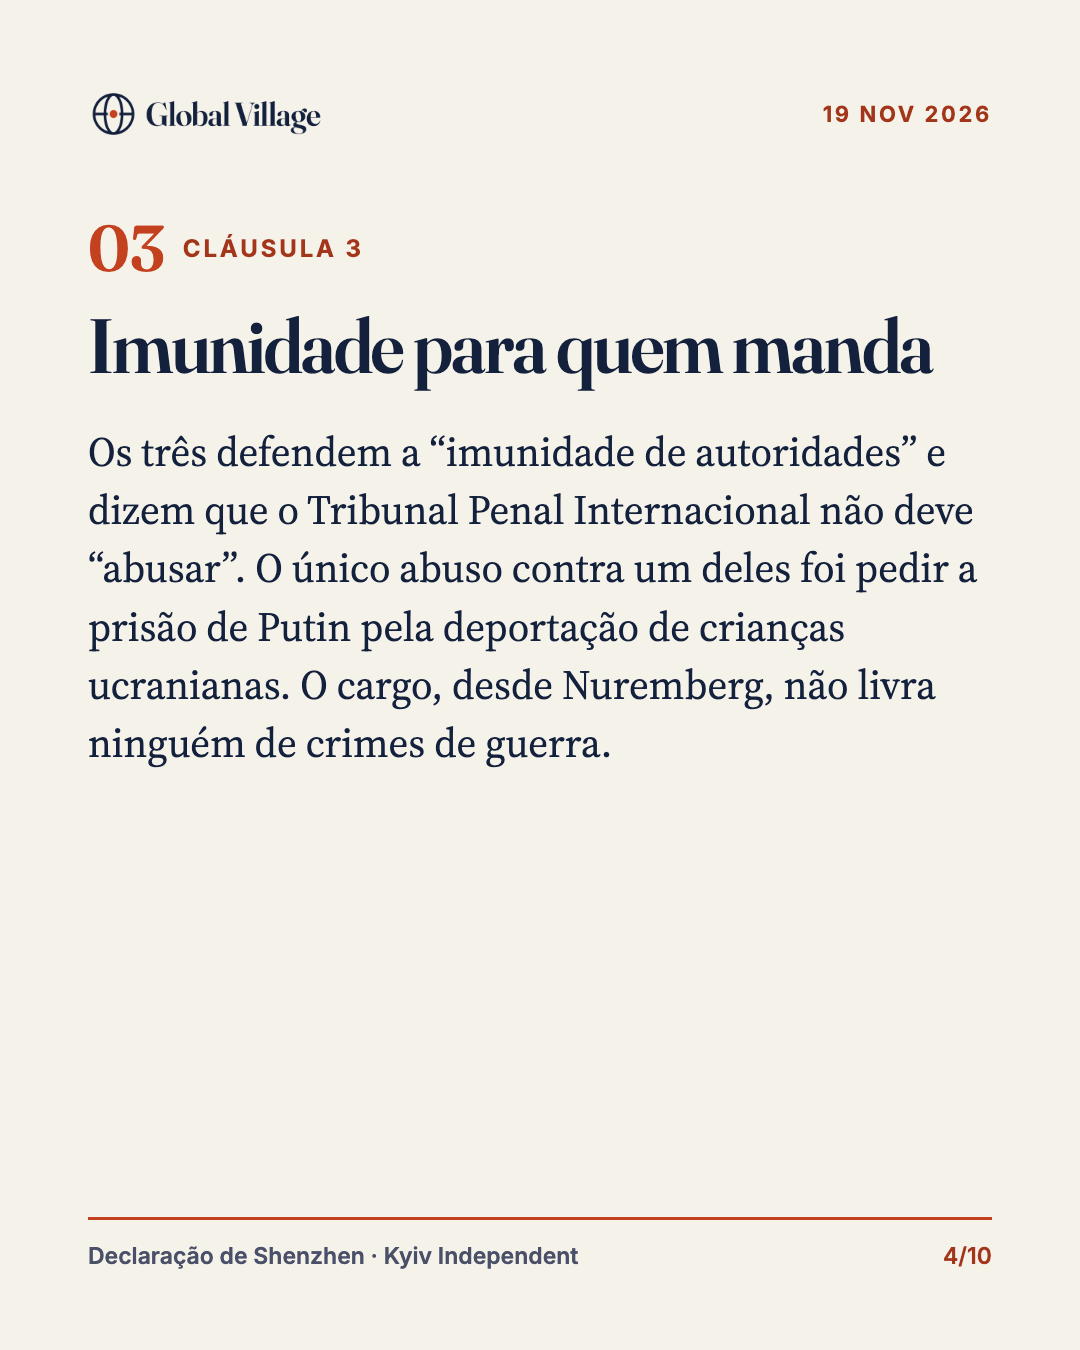 Global Village
19 NOV 2026
03 CLÁUSULA 3
Imunidade para quem manda
Os três defendem a “imunidade de autoridades” e
dizem que o Tribunal Penal Internacional não deve
“abusar”. O único abuso contra um deles foi pedir a
prisão de Putin pela deportação de crianças
ucranianas. O cargo, desde Nuremberg, não livra
ninguém de crimes de guerra.
Declaração de Shenzhen · Kyiv Independent
4/10